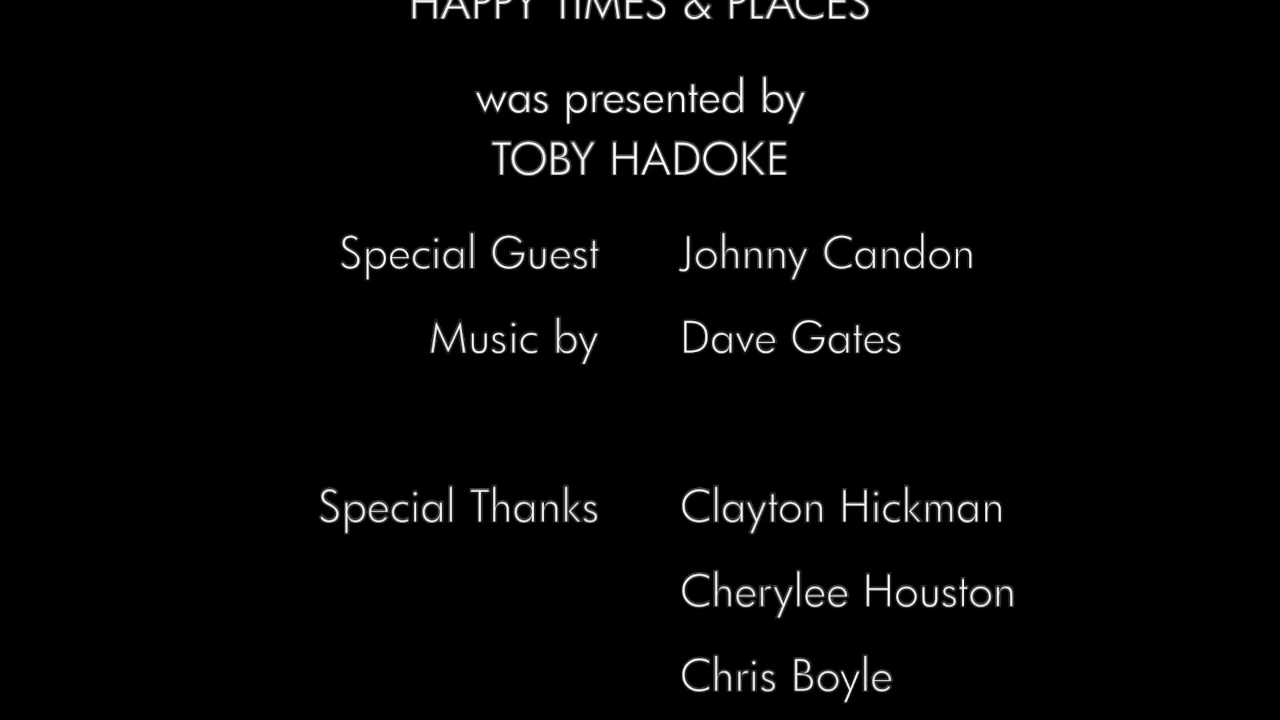 HAPPY TIMES & PLACES
was presented by
TOBY HADOKE
Special Guest Johnny Candon
Music by Dave Gates
Special Thanks Clayton Hickman
Cherylee Houston
Chris Boyle